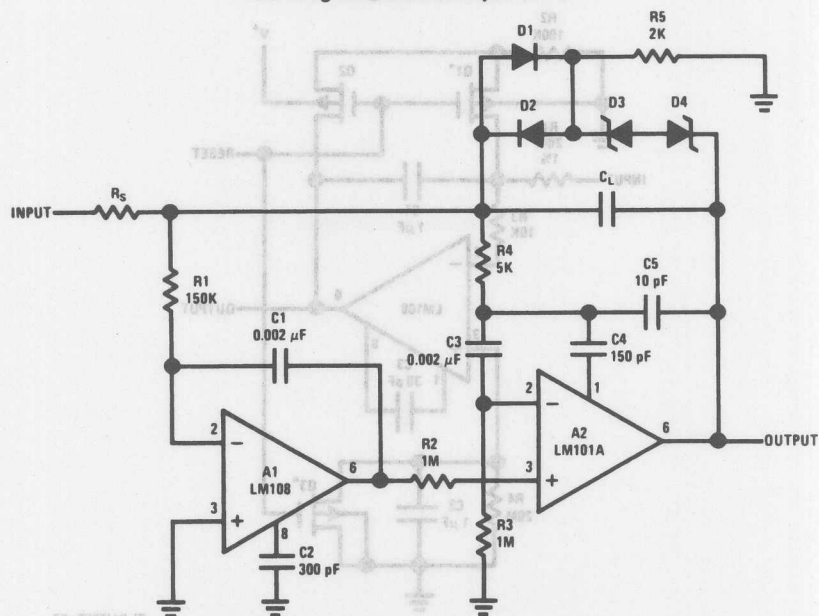 D1
R5
2K
D2
D3
D4
INPUT
RS
CL
R1
150K
R4
5K
C5
10 pF
C1
0.002 µF
C3
0.002 µF
C4
150 pF
1
2
−
2
−
A1
LM108
6
R2
1M
A2
LM101A
6
OUTPUT
3
+
3
+
8
C2
300 pF
R3
1M